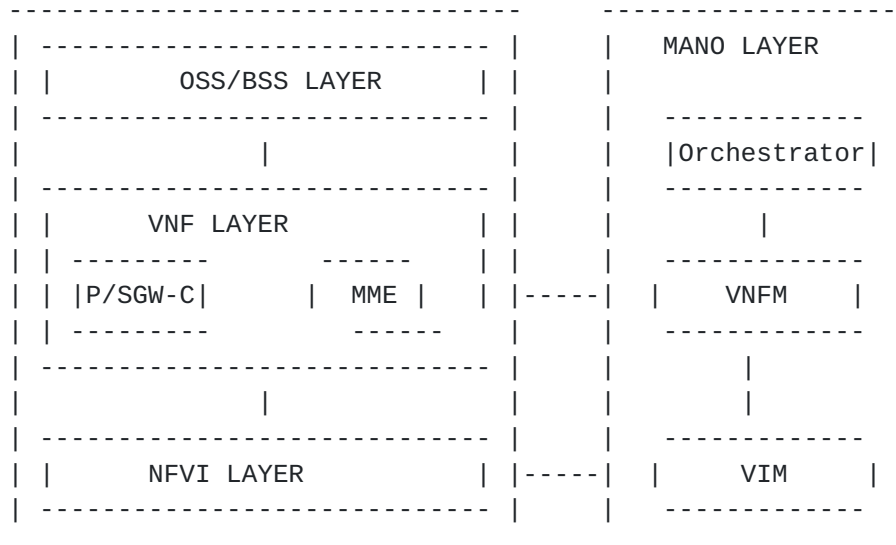 MANO LAYER
OSS/BSS LAYER
Orchestrator
VNF LAYER
P/SGW-C MME VNFM
NFVI LAYER VIM